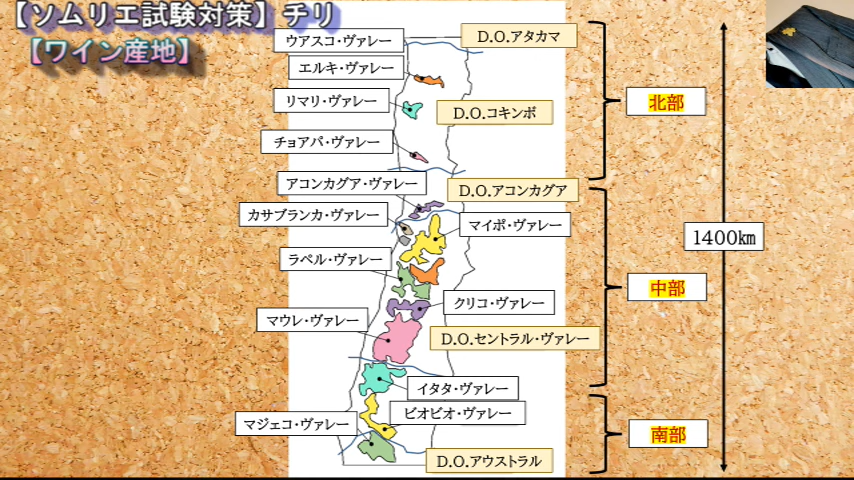 【ソムリエ試験対策】チリ
【ワイン産地】
ウアスコ・ヴァレー
D.O.アタカマ
エルキ・ヴァレー
リマリ・ヴァレー
D.O.コキンボ
北部
チョアパ・ヴァレー
アコンカグア・ヴァレー
D.O.アコンカグア
カサブランカ・ヴァレー
マイポ・ヴァレー
1400㎞
ラペル・ヴァレー
中部
クリコ・ヴァレー
マウレ・ヴァレー
D.O.セントラル・ヴァレー
イタタ・ヴァレー
ビオビオ・ヴァレー
マジェコ・ヴァレー
南部
D.O.アウストラル